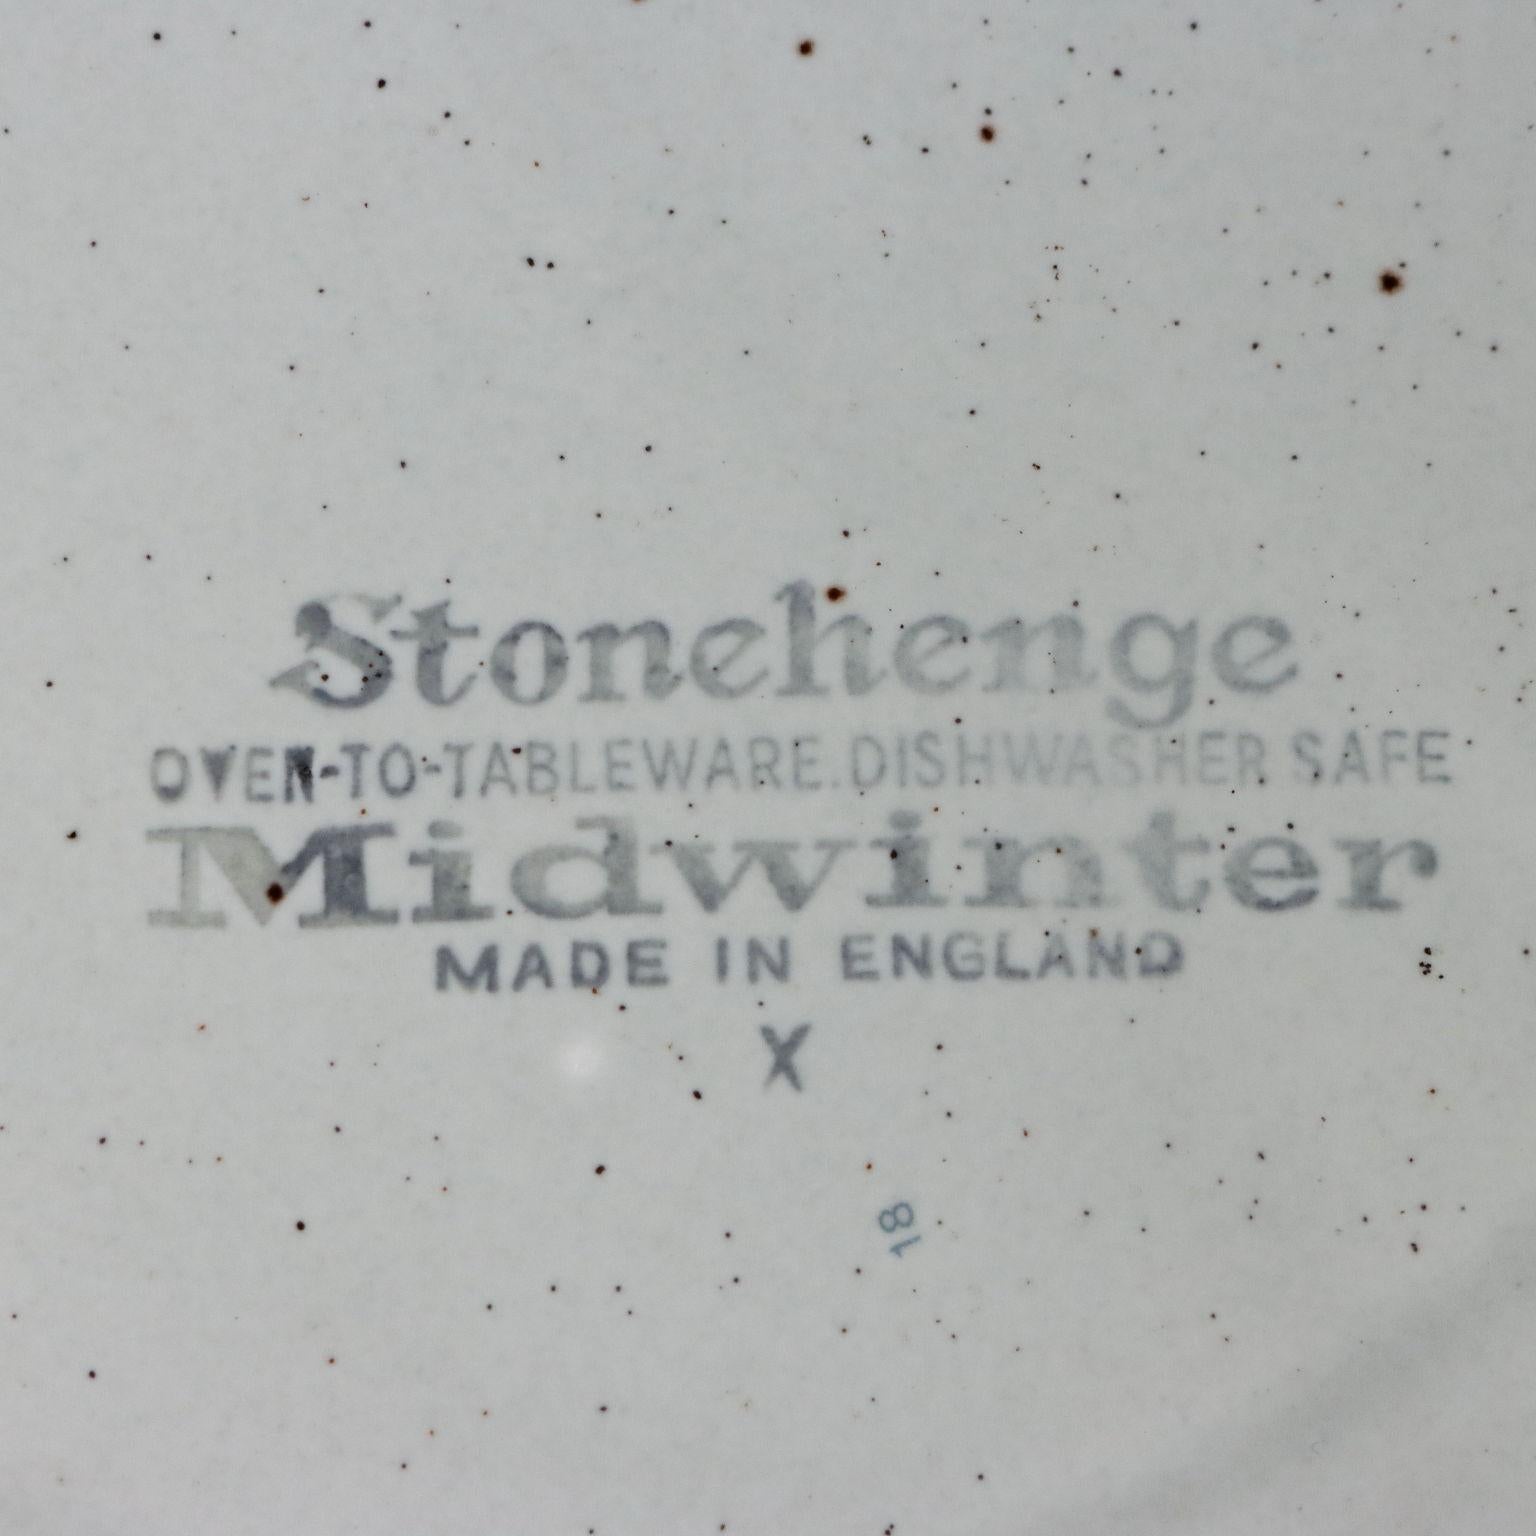 Stonehenge
OVEN-TO-TABLEWARE.DISHWASHER SAFE
Midwinter
MADE IN ENGLAND
X
18